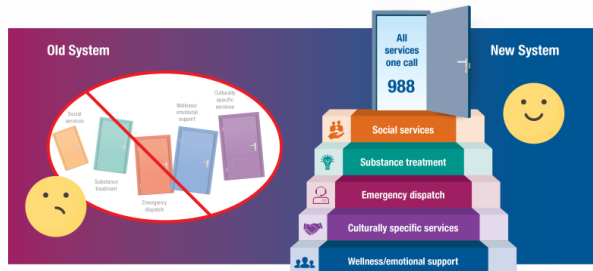 Old System
Social
services
Substance
treatment
Emergency
dispatch
Wellness/
emotional
support
Culturally
specific
services
All
services
one call
988
New System
Social services
Substance treatment
Emergency dispatch
Culturally specific services
Wellness/emotional support